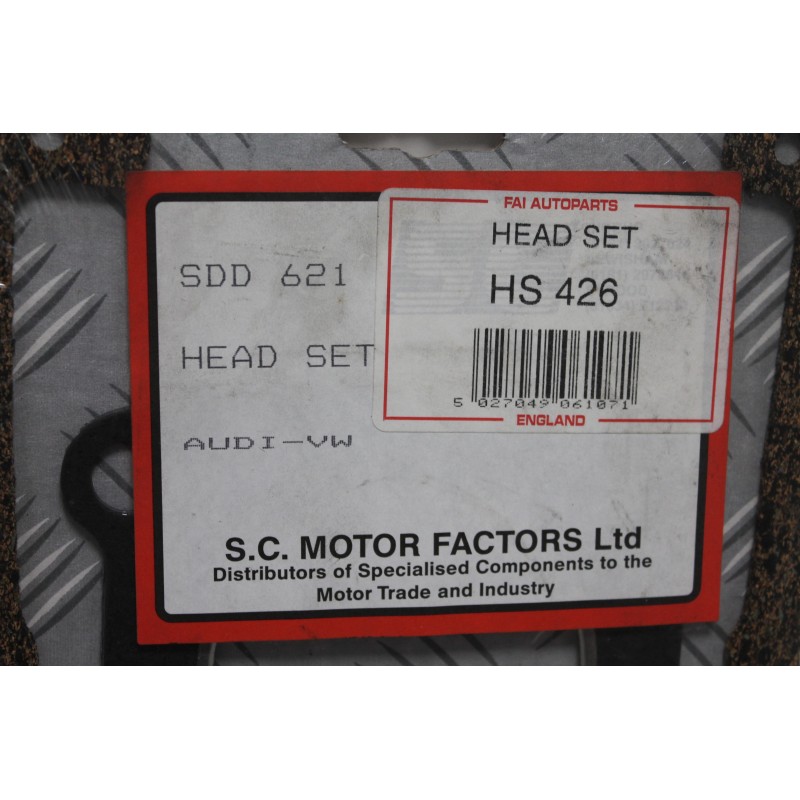 FAI AUTOPARTS
HEAD SET
HS 426
5 027049 061071
ENGLAND
SDD 621
HEAD SET
AUDI-VW
S.C. MOTOR FACTORS Ltd
Distributors of Specialised Components to the
Motor Trade and Industry